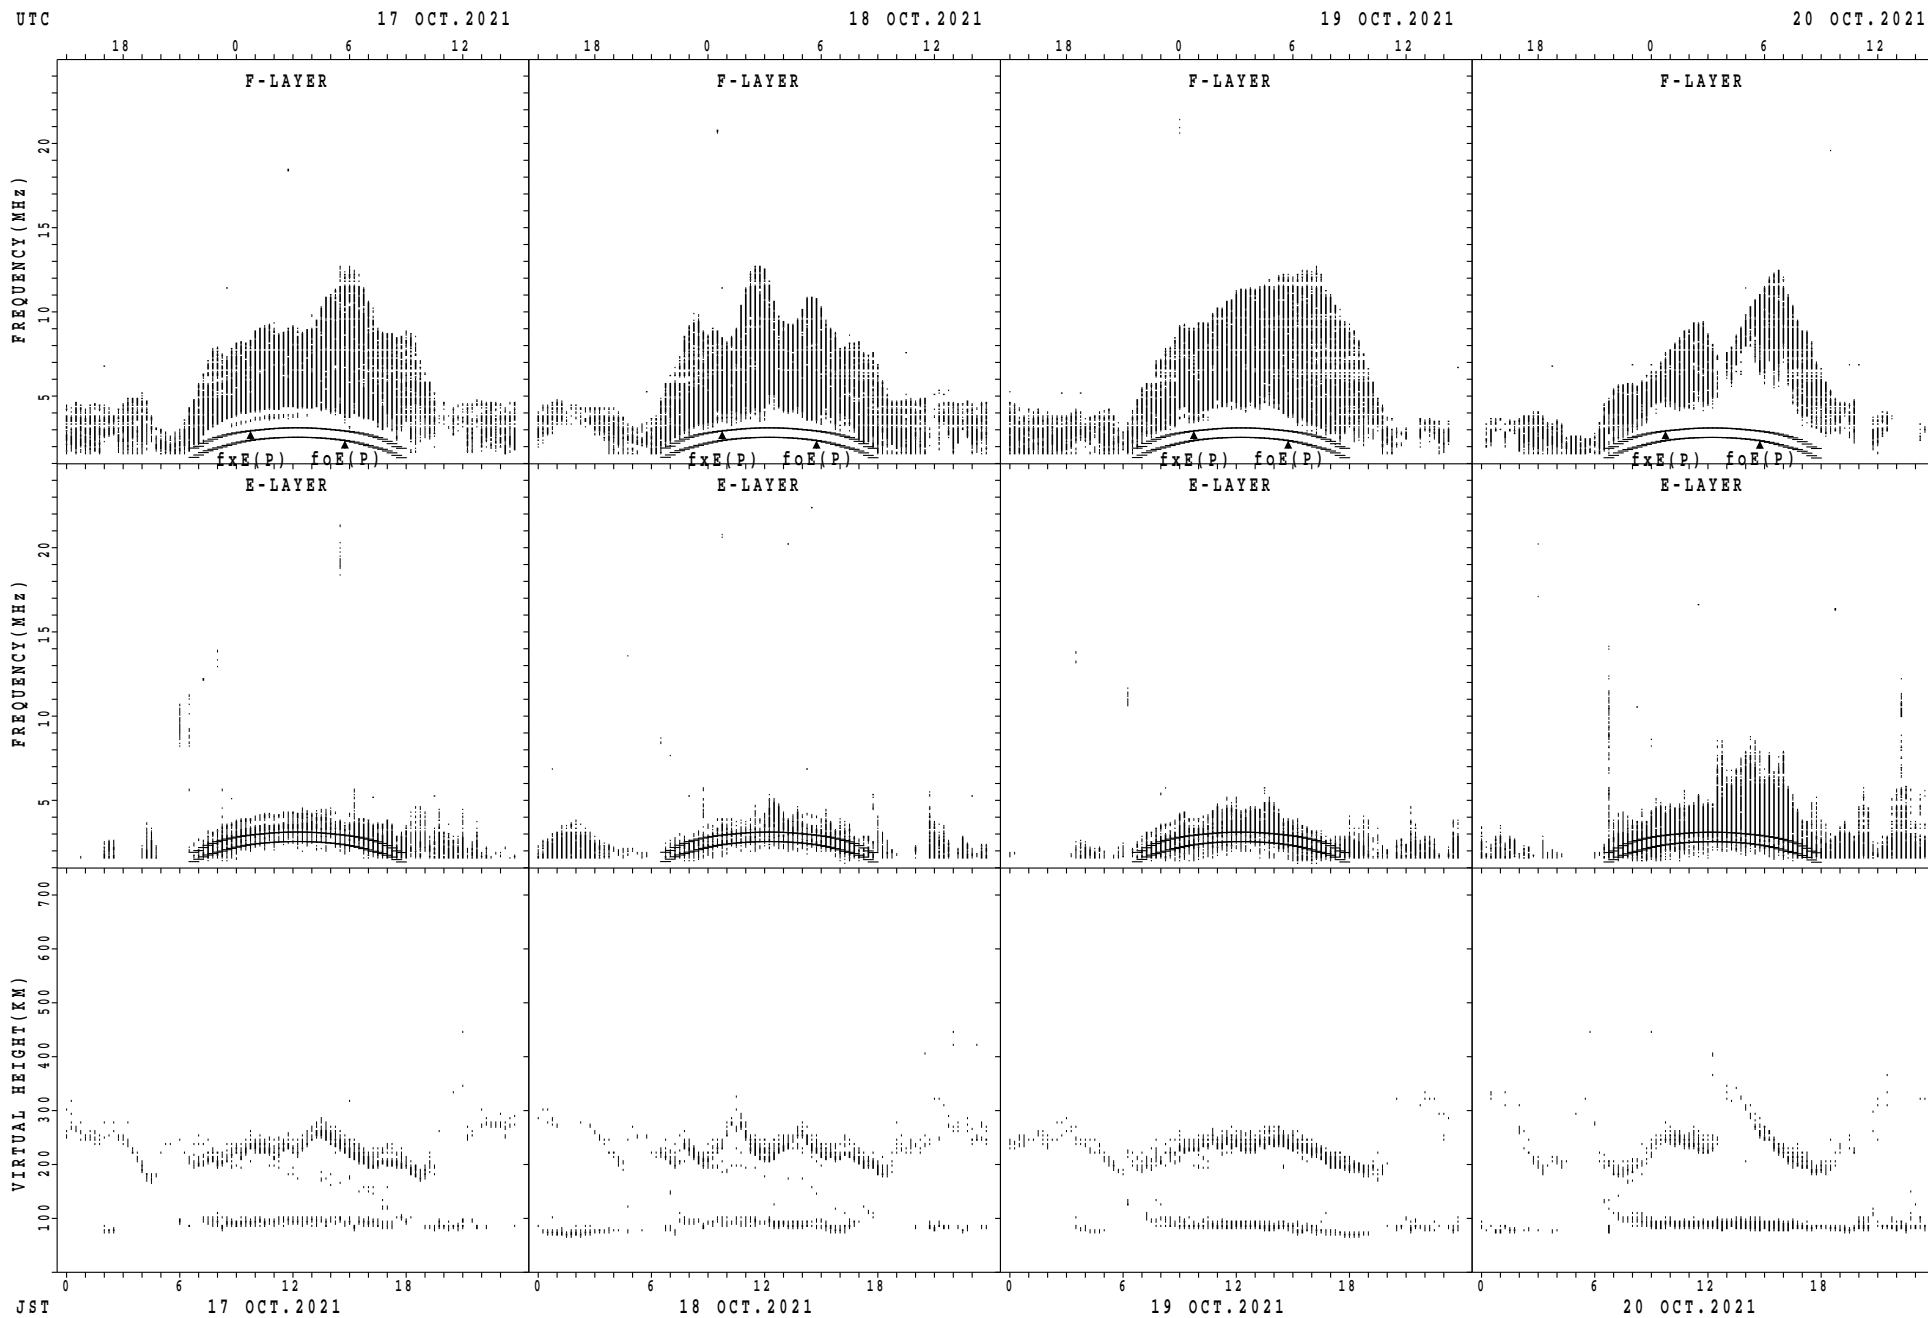 UTC 17 OCT.2021 18 OCT.2021 19 OCT.2021 20 OCT.2021
18 0 6 12 18 0 6 12 18 0 6 12 18 0 6 12
F-LAYER F-LAYER F-LAYER F-LAYER
FREQUENCY(MHz)
20
15
10
5
fxE(P) foE(P) fxE(P) foE(P) fxE(P) foE(P) fxE(P) foE(P)
E-LAYER E-LAYER E-LAYER E-LAYER
FREQUENCY(MHz)
20
15
10
5
VIRTUAL HEIGHT(KM)
700
600
500
400
300
200
100
0 6 12 18 0 6 12 18 0 6 12 18 0 6 12 18
JST 17 OCT.2021 18 OCT.2021 19 OCT.2021 20 OCT.2021